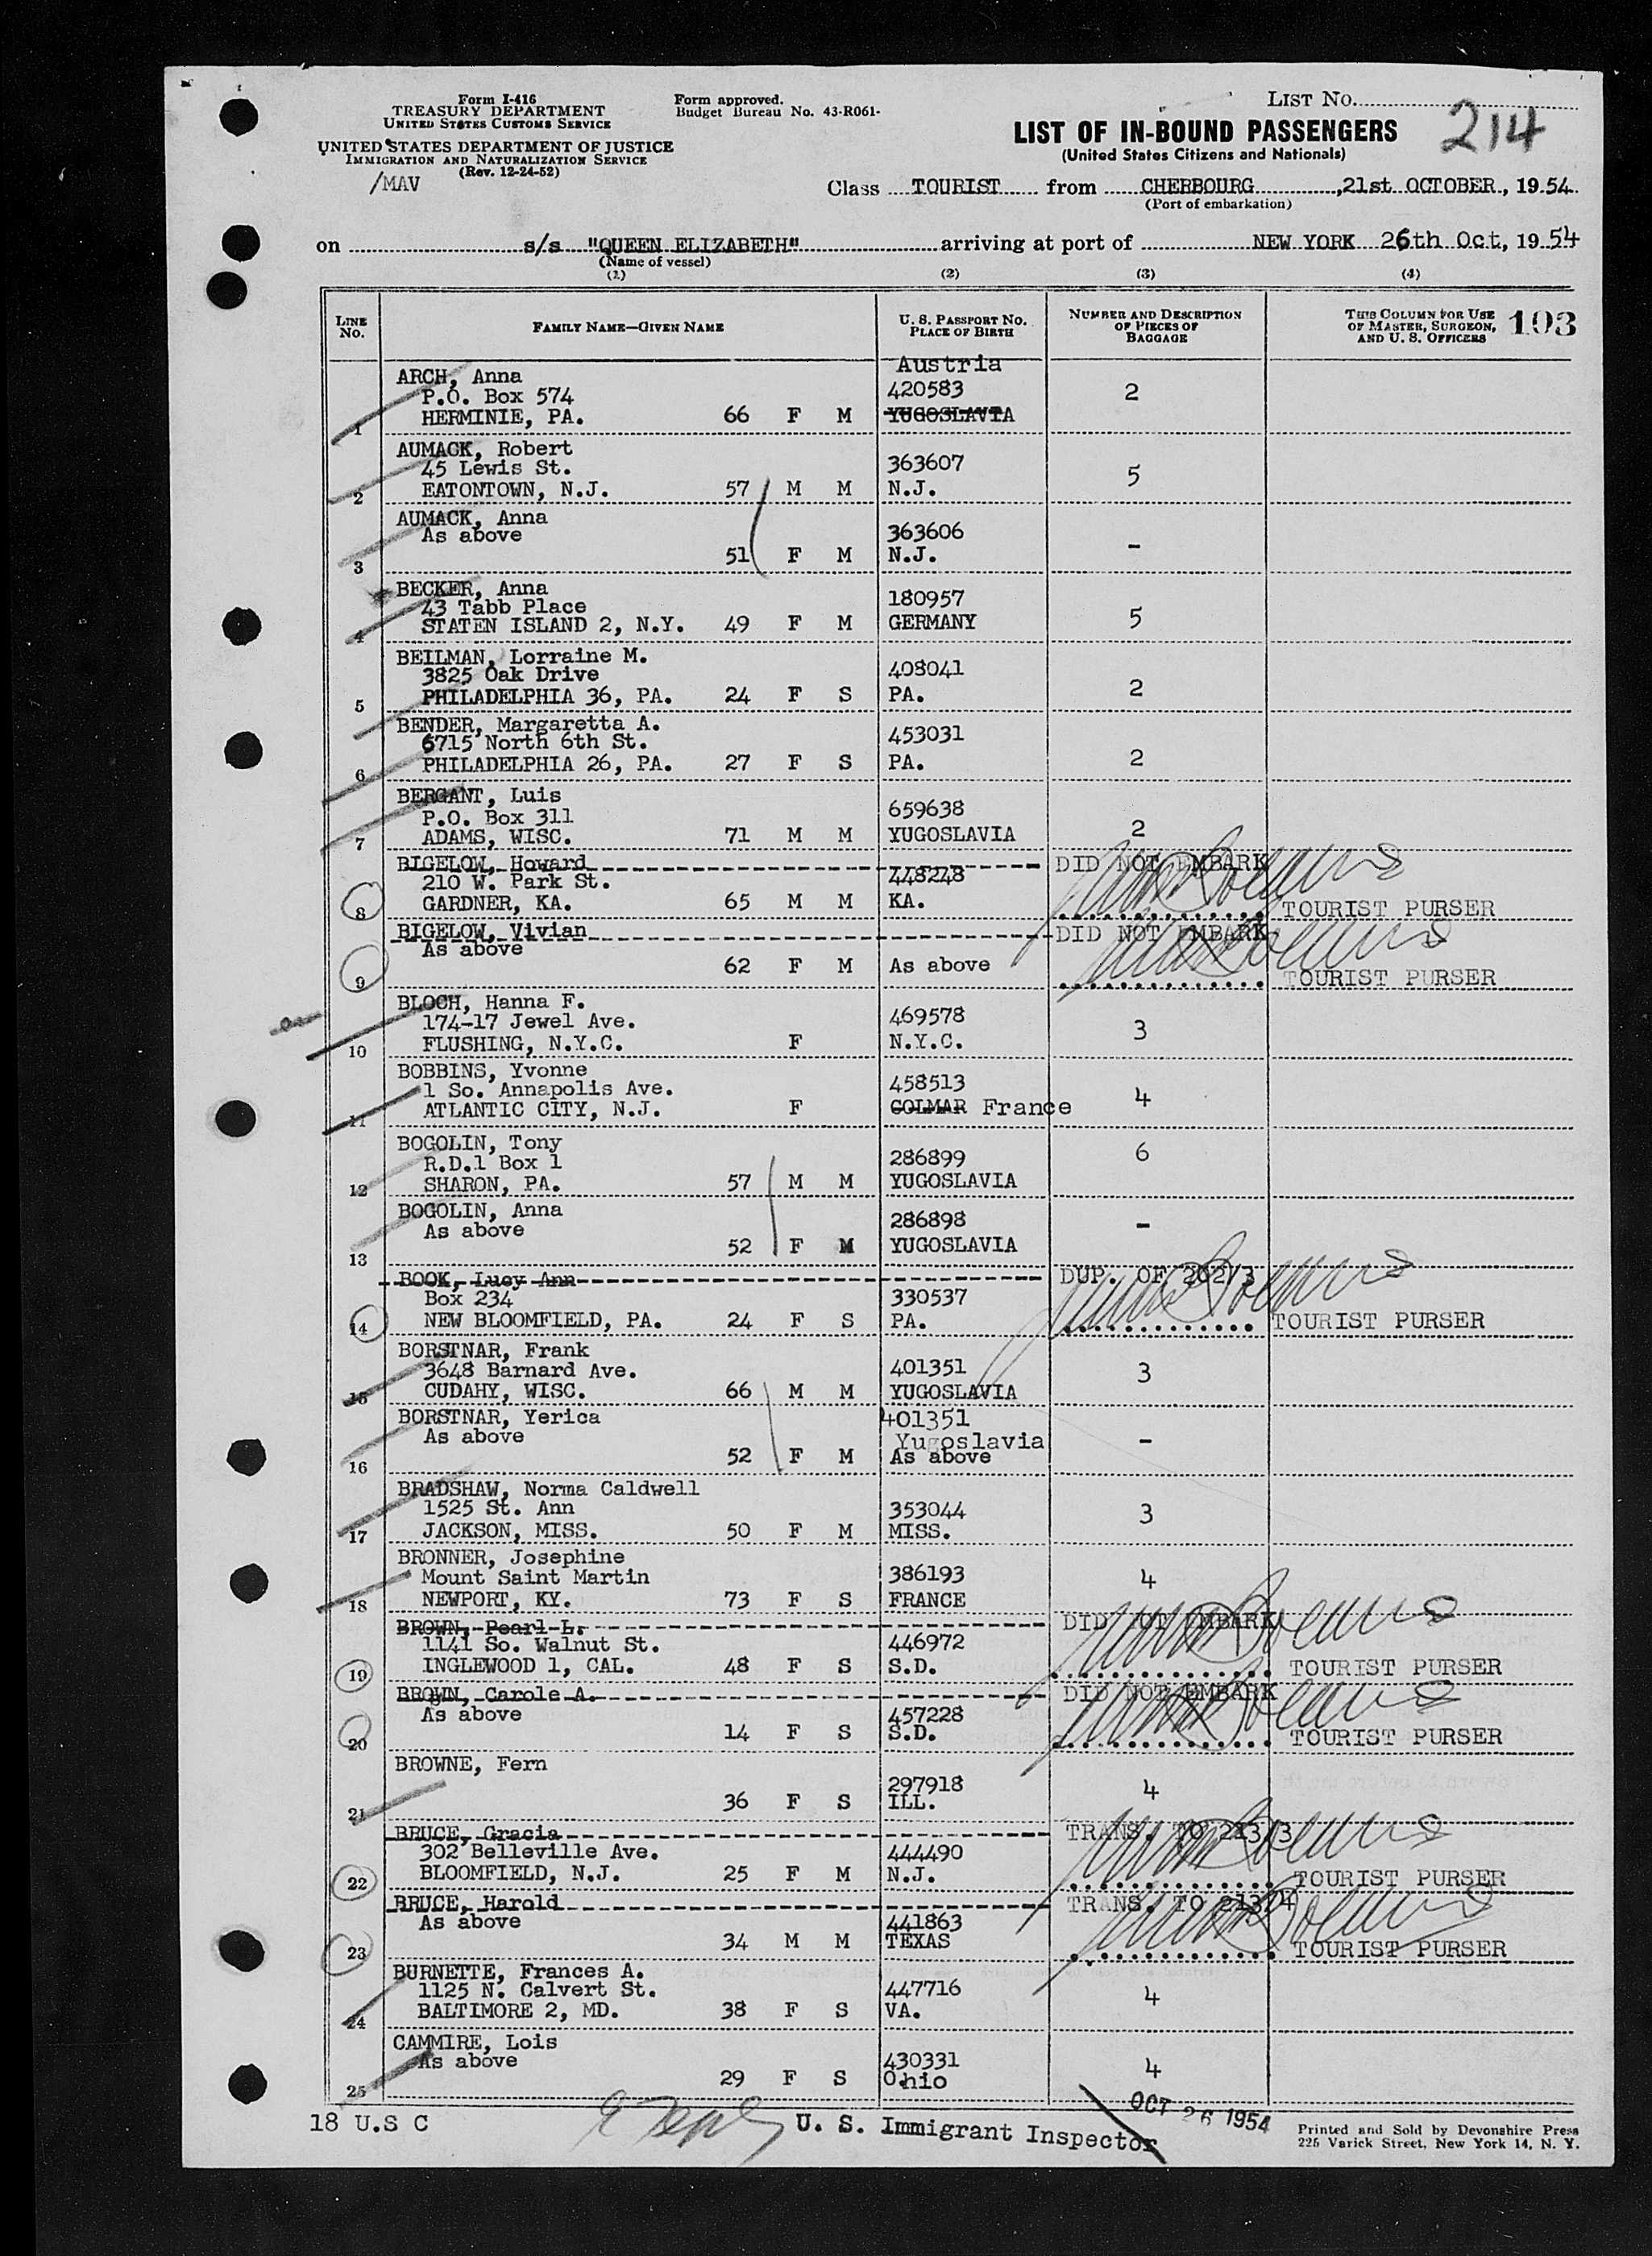 Form I-416
TREASURY DEPARTMENT
UNITED STATES CUSTOMS SERVICE
UNITED STATES DEPARTMENT OF JUSTICE
IMMIGRATION AND NATURALIZATION SERVICE
(Rev. 12-24-52)
/MAV
Form approved.
Budget Bureau No. 43-R061-
LIST No.
214
LIST OF IN-BOUND PASSENGERS
(United States Citizens and Nationals)
Class TOURIST from CHERBOURG, 21st OCTOBER, 1954
(Port of embarkation)
on s/s "QUEEN ELIZABETH" arriving at port of NEW YORK 26th Oct, 1954
(Name of vessel)
(1) (2) (3) (4)
LINE No. FAMILY NAME—GIVEN NAME U. S. PASSPORT NO. PLACE OF BIRTH NUMBER AND DESCRIPTION OF PIECES OF BAGGAGE THIS COLUMN FOR USE OF MASTER, SURGEON, AND U. S. OFFICERS 103
Austria
ARCH, Anna
P.O. Box 574 420583 2
1 HERMINIE, PA. 66 F M YUGOSLAVIA
AUMACK, Robert
45 Lewis St. 363607 5
2 EATONTOWN, N.J. 57 M M N.J.
AUMACK, Anna
As above 363606 -
3 51 F M N.J.
BECKER, Anna
43 Tabb Place 180957 5
4 STATEN ISLAND 2, N.Y. 49 F M GERMANY
BEILMAN, Lorraine M.
3825 Oak Drive 408041 2
5 PHILADELPHIA 36, PA. 24 F S PA.
BENDER, Margaretta A.
6715 North 6th St. 453031 2
6 PHILADELPHIA 26, PA. 27 F S PA.
BERGANT, Luis
P.O. Box 311 659638 2
7 ADAMS, WISC. 71 M M YUGOSLAVIA
BIGELOW, Howard DID NOT EMBARK
210 W. Park St. 448248
8 GARDNER, KA. 65 M M KA. TOURIST PURSER
BIGELOW, Vivian DID NOT EMBARK
As above
9 62 F M As above TOURIST PURSER
BLOCH, Hanna F.
174-17 Jewel Ave. 469578 3
10 FLUSHING, N.Y.C. F N.Y.C.
BOBBINS, Yvonne
1 So. Annapolis Ave. 458513 4
11 ATLANTIC CITY, N.J. F COLMAR France
BOGOLIN, Tony
R.D.1 Box 1 286899 6
12 SHARON, PA. 57 M M YUGOSLAVIA
BOGOLIN, Anna
As above 286898 -
13 52 F M YUGOSLAVIA
BOOK, Lucy Ann DUP. OF 202/3
Box 234 330537
14 NEW BLOOMFIELD, PA. 24 F S PA. TOURIST PURSER
BORSTNAR, Frank
3648 Barnard Ave. 401351 3
15 CUDAHY, WISC. 66 M M YUGOSLAVIA
BORSTNAR, Yerica 401351
As above Yugoslavia -
16 52 F M As above
BRADSHAW, Norma Caldwell
1525 St. Ann 353044 3
17 JACKSON, MISS. 50 F M MISS.
BRONNER, Josephine
Mount Saint Martin 386193 4
18 NEWPORT, KY. 73 F S FRANCE
BROWN, Pearl L. DID NOT EMBARK
1141 So. Walnut St. 446972
19 INGLEWOOD 1, CAL. 48 F S S.D. TOURIST PURSER
BROWN, Carole A. DID NOT EMBARK
As above 457228
20 14 F S S.D. TOURIST PURSER
BROWNE, Fern
297918 4
21 36 F S ILL.
BRUCE, Gracia TRANS. TO 213/3
302 Belleville Ave. 444490
22 BLOOMFIELD, N.J. 25 F M N.J. TOURIST PURSER
BRUCE, Harold TRANS. TO 213/4
As above 441863
23 34 M M TEXAS TOURIST PURSER
BURNETTE, Frances A.
1125 N. Calvert St. 447716 4
24 BALTIMORE 2, MD. 38 F S VA.
CAMMIRE, Lois
As above 430331 4
25 29 F S Ohio
18 U.S C U. S. Immigrant Inspector OCT 26 1954
Printed and Sold by Devonshire Press
225 Varick Street, New York 14, N. Y.